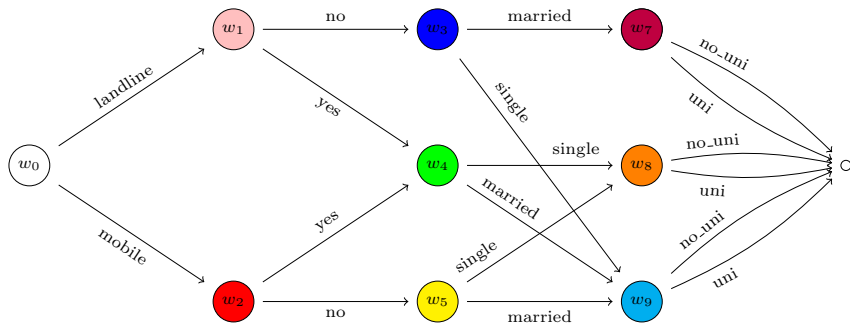 w₀
landline
mobile
w₁
w₂
no
yes
yes
no
w₃
w₄
w₅
married
single
single
married
single
married
w₇
w₈
w₉
no_uni
uni
no_uni
uni
no_uni
uni